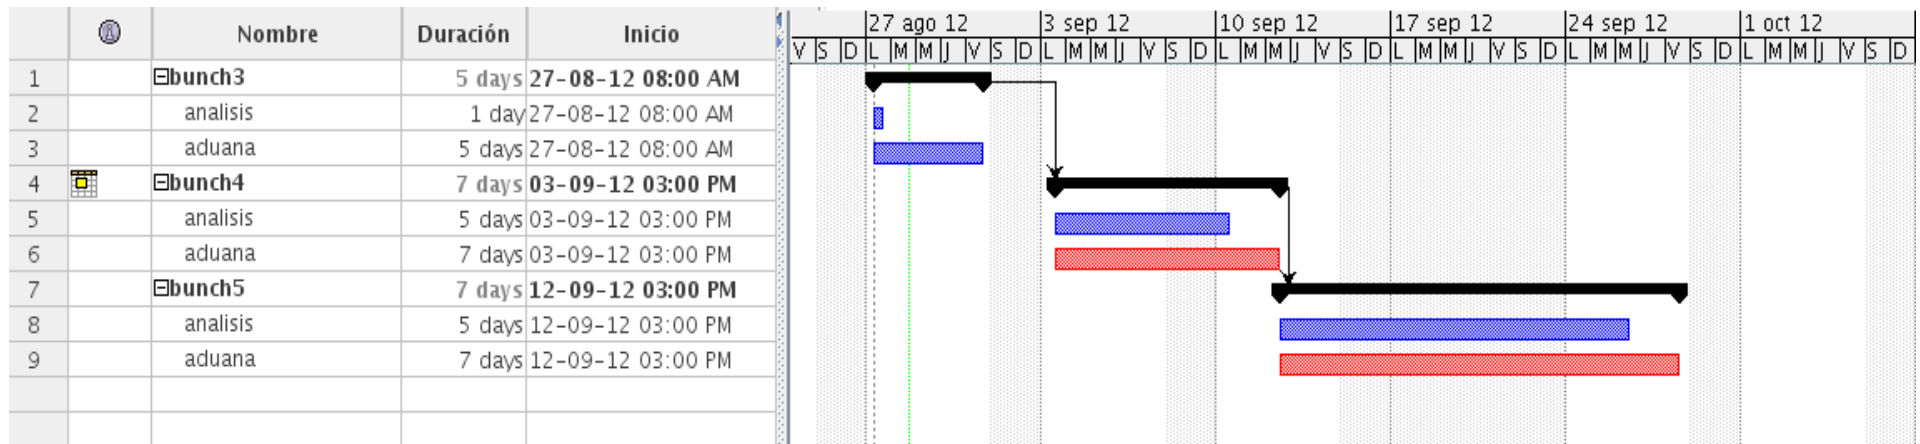 Nombre Duración Inicio
1 bunch3 5 days 27-08-12 08:00 AM
2 analisis 1 day 27-08-12 08:00 AM
3 aduana 5 days 27-08-12 08:00 AM
4 bunch4 7 days 03-09-12 03:00 PM
5 analisis 5 days 03-09-12 03:00 PM
6 aduana 7 days 03-09-12 03:00 PM
7 bunch5 7 days 12-09-12 03:00 PM
8 analisis 5 days 12-09-12 03:00 PM
9 aduana 7 days 12-09-12 03:00 PM
27 ago 12 3 sep 12 10 sep 12 17 sep 12 24 sep 12 1 oct 12
V S D L M M J V S D L M M J V S D L M M J V S D L M M J V S D L M M J V S D L M M J V S D